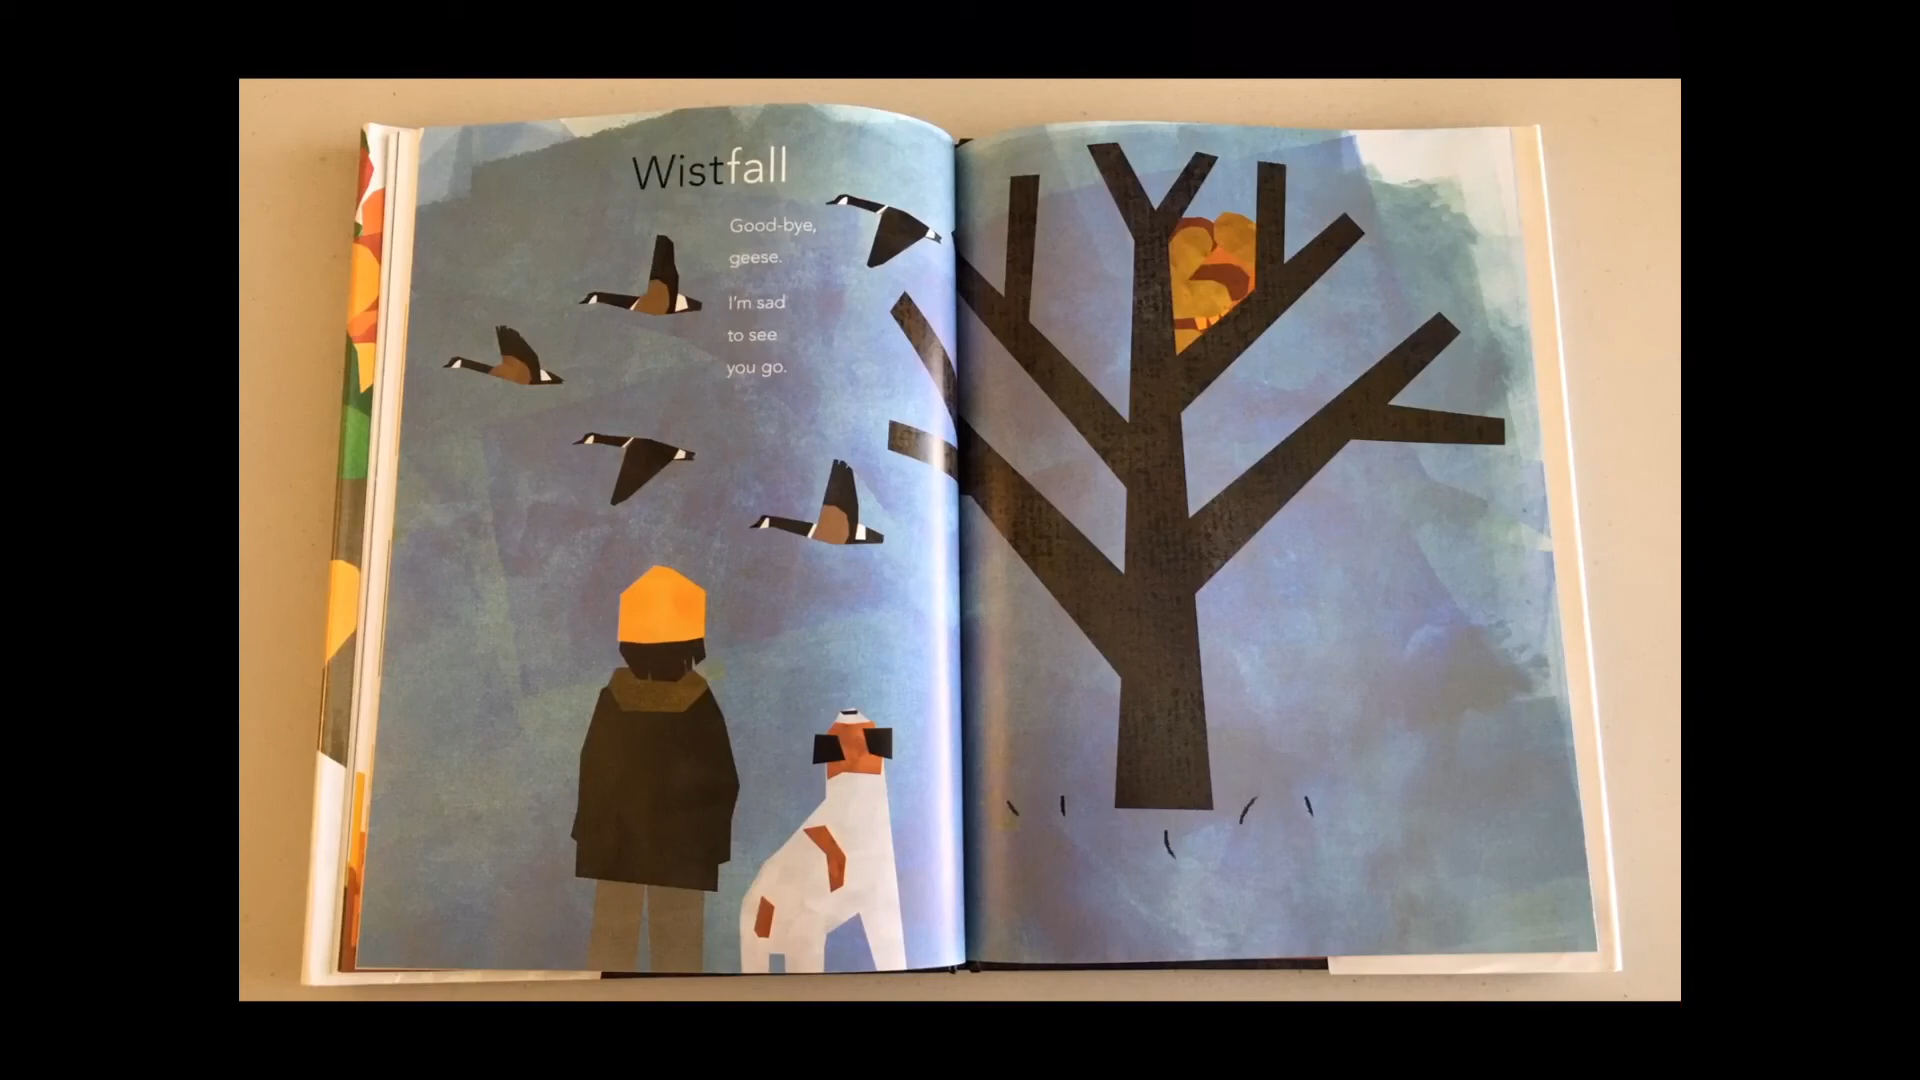 Wistfall
Good-bye,
geese.
I'm sad
to see
you go.